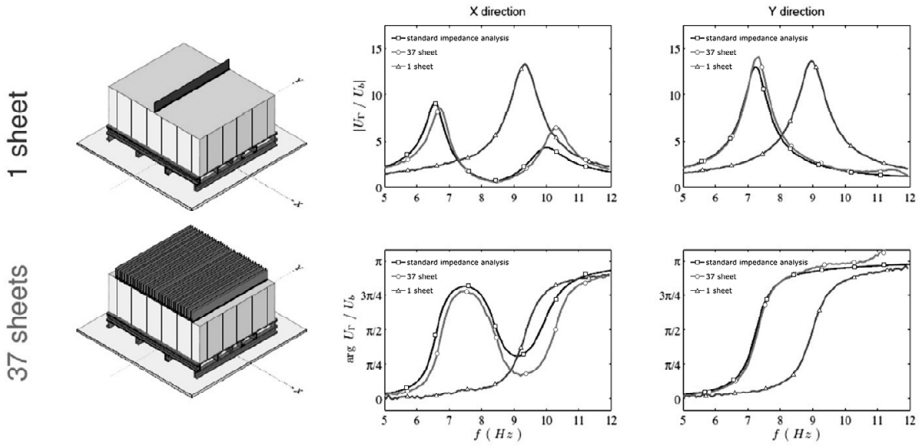 1 sheet
37 sheets
Y
X
Y
X
X direction
Y direction
|U_Γ / U_b|
15
10
5
0
standard impedance analysis
37 sheet
1 sheet
5 6 7 8 9 10 11 12
15
10
5
0
standard impedance analysis
37 sheet
1 sheet
5 6 7 8 9 10 11 12
arg U_Γ / U_b
π
3π/4
π/2
π/4
0
standard impedance analysis
37 sheet
1 sheet
5 6 7 8 9 10 11 12
f ( Hz )
π
3π/4
π/2
π/4
0
standard impedance analysis
37 sheet
1 sheet
5 6 7 8 9 10 11 12
f ( Hz )